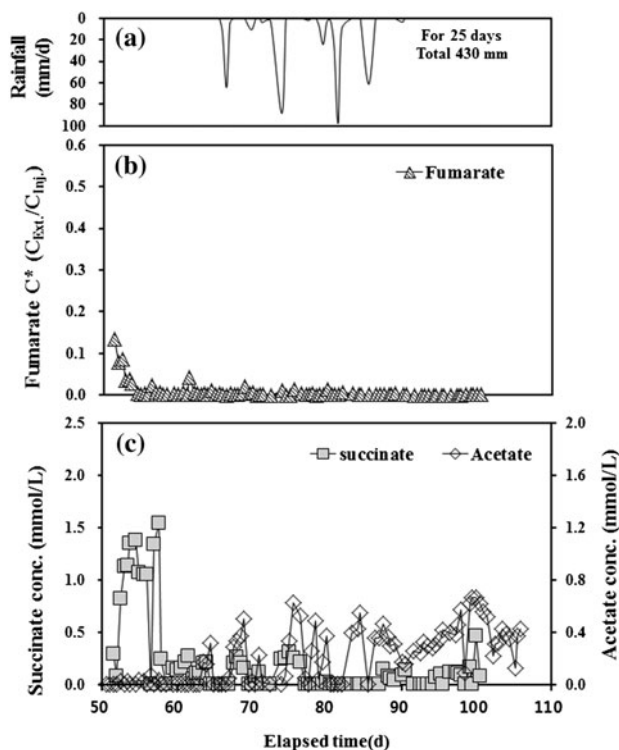 (a)
For 25 days
Total 430 mm
Rainfall
(mm/d)
0
20
40
60
80
100
(b)
Fumarate
Fumarate C* (C_Ext./C_Inj.)
0.6
0.5
0.4
0.3
0.2
0.1
0.0
(c)
succinate
Acetate
Succinate conc. (mmol/L)
2.5
2.0
1.5
1.0
0.5
0.0
Acetate conc. (mmol/L)
2.0
1.6
1.2
0.8
0.4
0.0
50 60 70 80 90 100 110
Elapsed time(d)